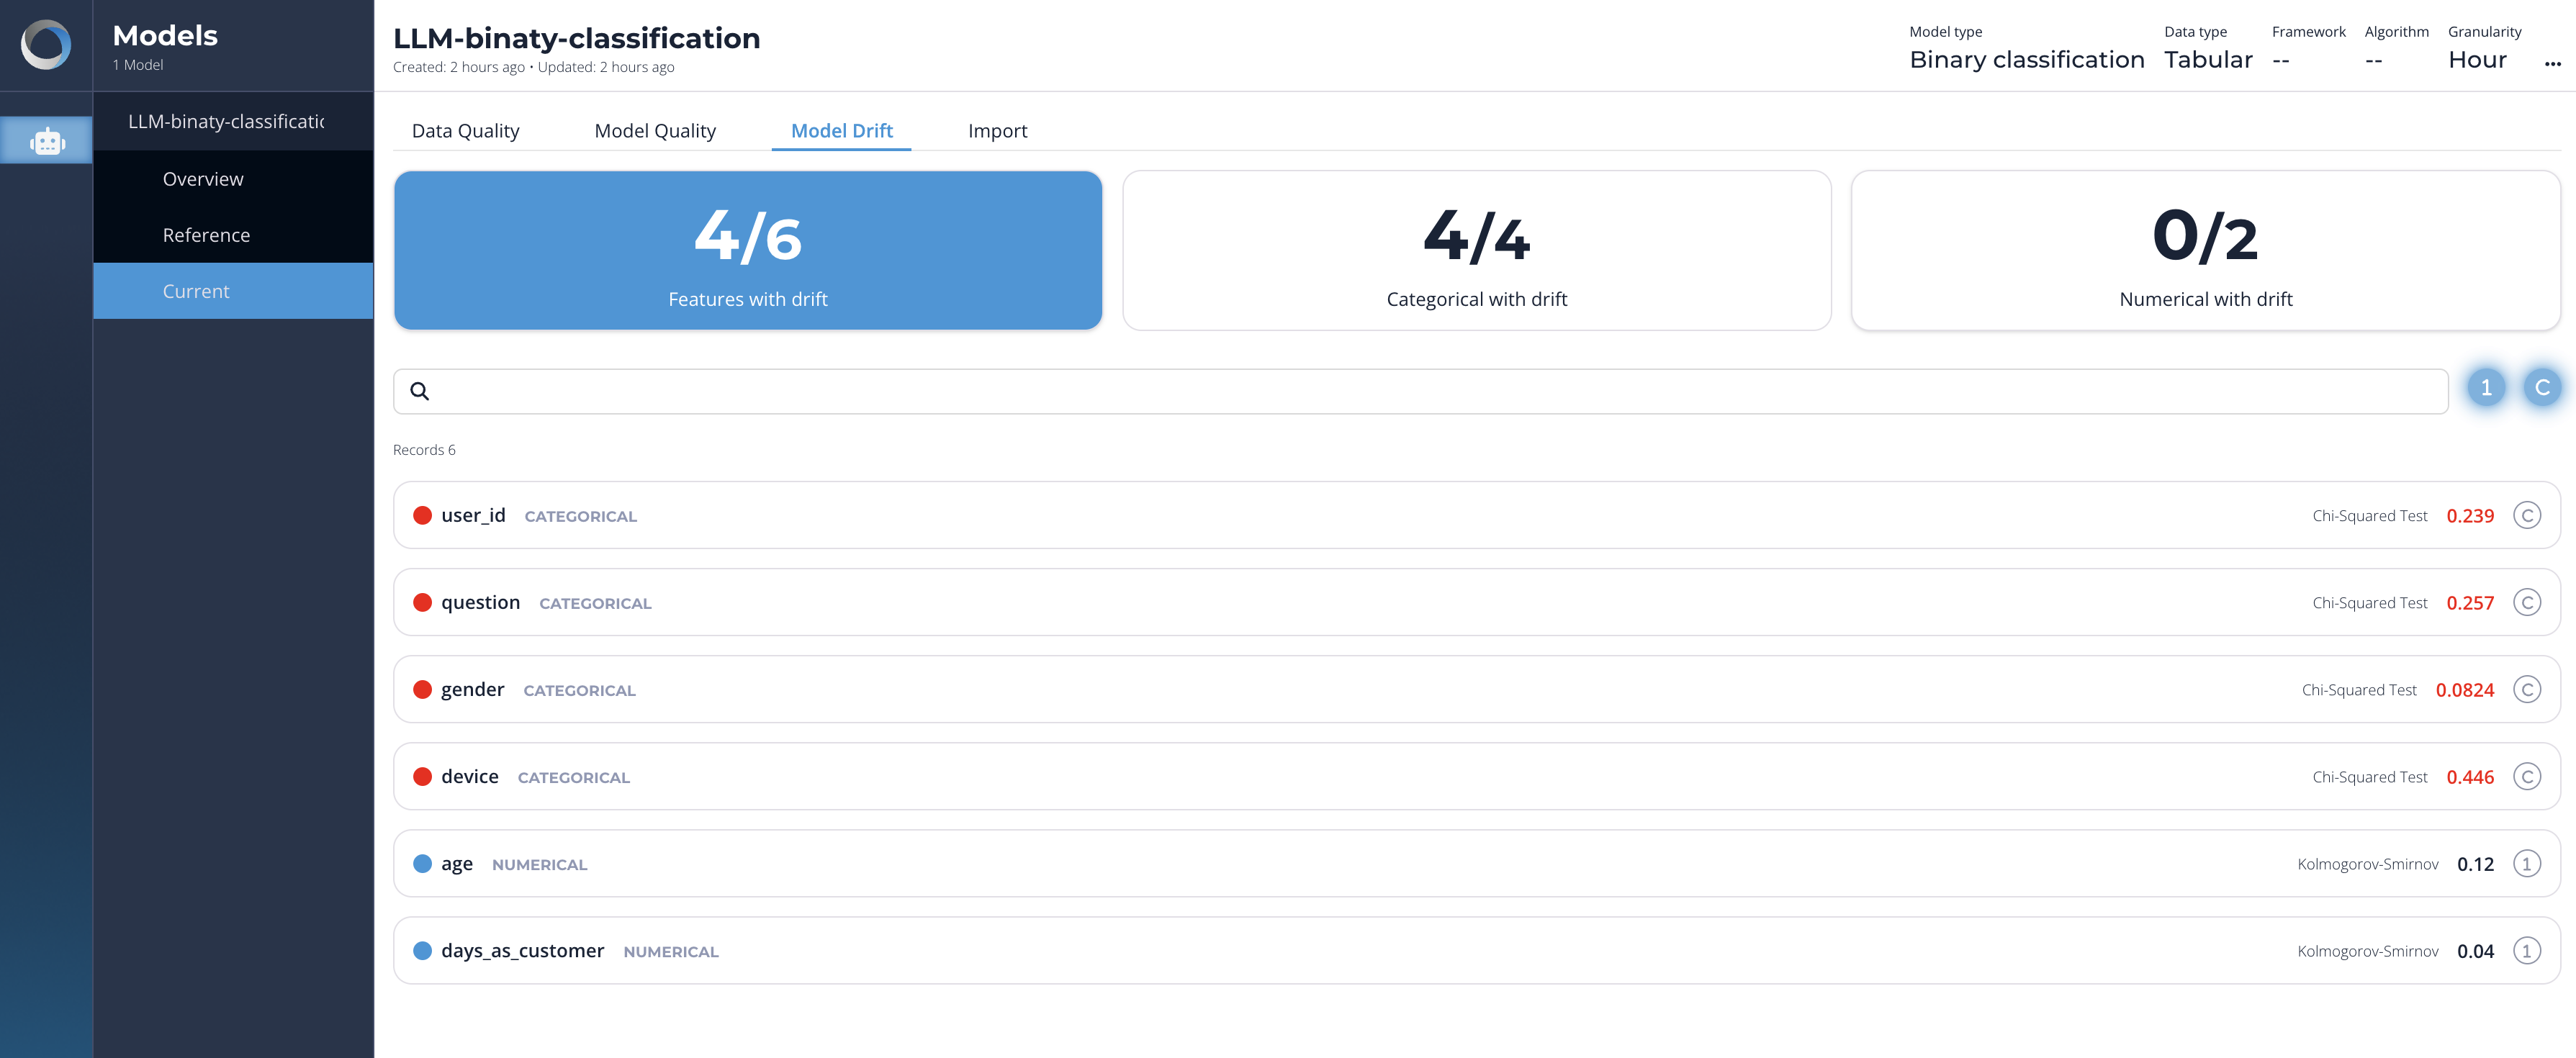 Models
1 Model
LLM-binaty-classificatic
Overview
Reference
Current
LLM-binaty-classification
Created: 2 hours ago • Updated: 2 hours ago
Model type
Binary classification
Data type
Tabular
Framework
--
Algorithm
--
Granularity
Hour
...
Data Quality Model Quality Model Drift Import
4/6
Features with drift
4/4
Categorical with drift
0/2
Numerical with drift
1 C
Records 6
user_id CATEGORICAL Chi-Squared Test 0.239 C
question CATEGORICAL Chi-Squared Test 0.257 C
gender CATEGORICAL Chi-Squared Test 0.0824 C
device CATEGORICAL Chi-Squared Test 0.446 C
age NUMERICAL Kolmogorov-Smirnov 0.12 1
days_as_customer NUMERICAL Kolmogorov-Smirnov 0.04 1